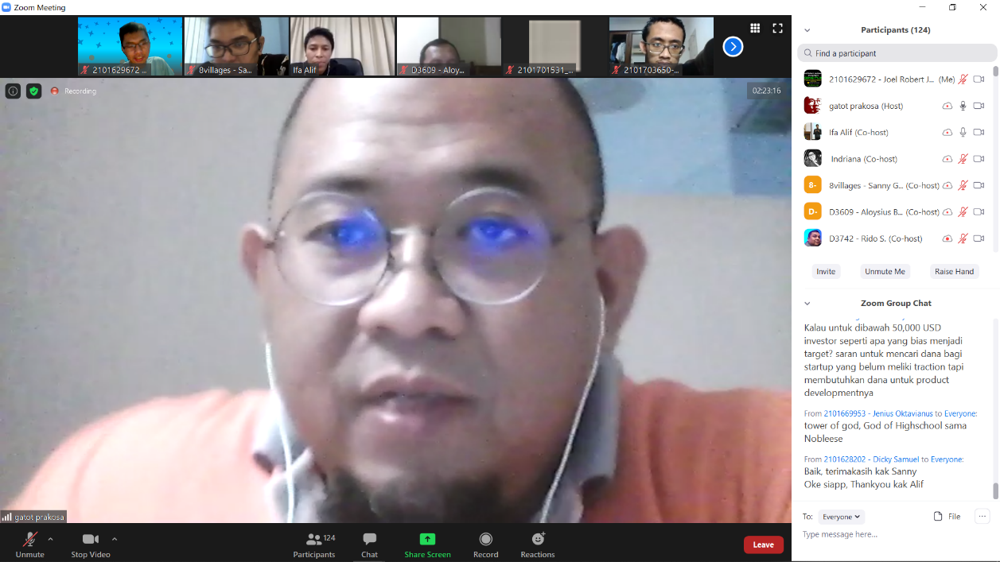 Zoom Meeting
2101629672 ...
8villages - Sa...
Ifa Alif
D3609 - Aloy...
2101701531_...
2101703650-...
Recording
02:23:16
gatot prakosa
Participants (124)
Find a participant
2101629672 - Joel Robert J... (Me)
gatot prakosa (Host)
Ifa Alif (Co-host)
Indriana (Co-host)
8- 8villages - Sanny G... (Co-host)
D- D3609 - Aloysius B... (Co-host)
D3742 - Rido S. (Co-host)
Invite
Unmute Me
Raise Hand
Zoom Group Chat
Kalau untuk dibawah 50,000 USD
investor seperti apa yang bias menjadi
target? saran untuk mencari dana bagi
startup yang belum meliki traction tapi
membutuhkan dana untuk product
developmentnya
From 2101669953 - Jenius Oktavianus to Everyone:
tower of god, God of Highschool sama
Nobleese
From 2101628202 - Dicky Samuel to Everyone:
Baik, terimakasih kak Sanny
Oke siapp, Thankyou kak Alif
To: Everyone
File
Type message here...
Unmute
Stop Video
124
Participants
Chat
Share Screen
Record
Reactions
Leave